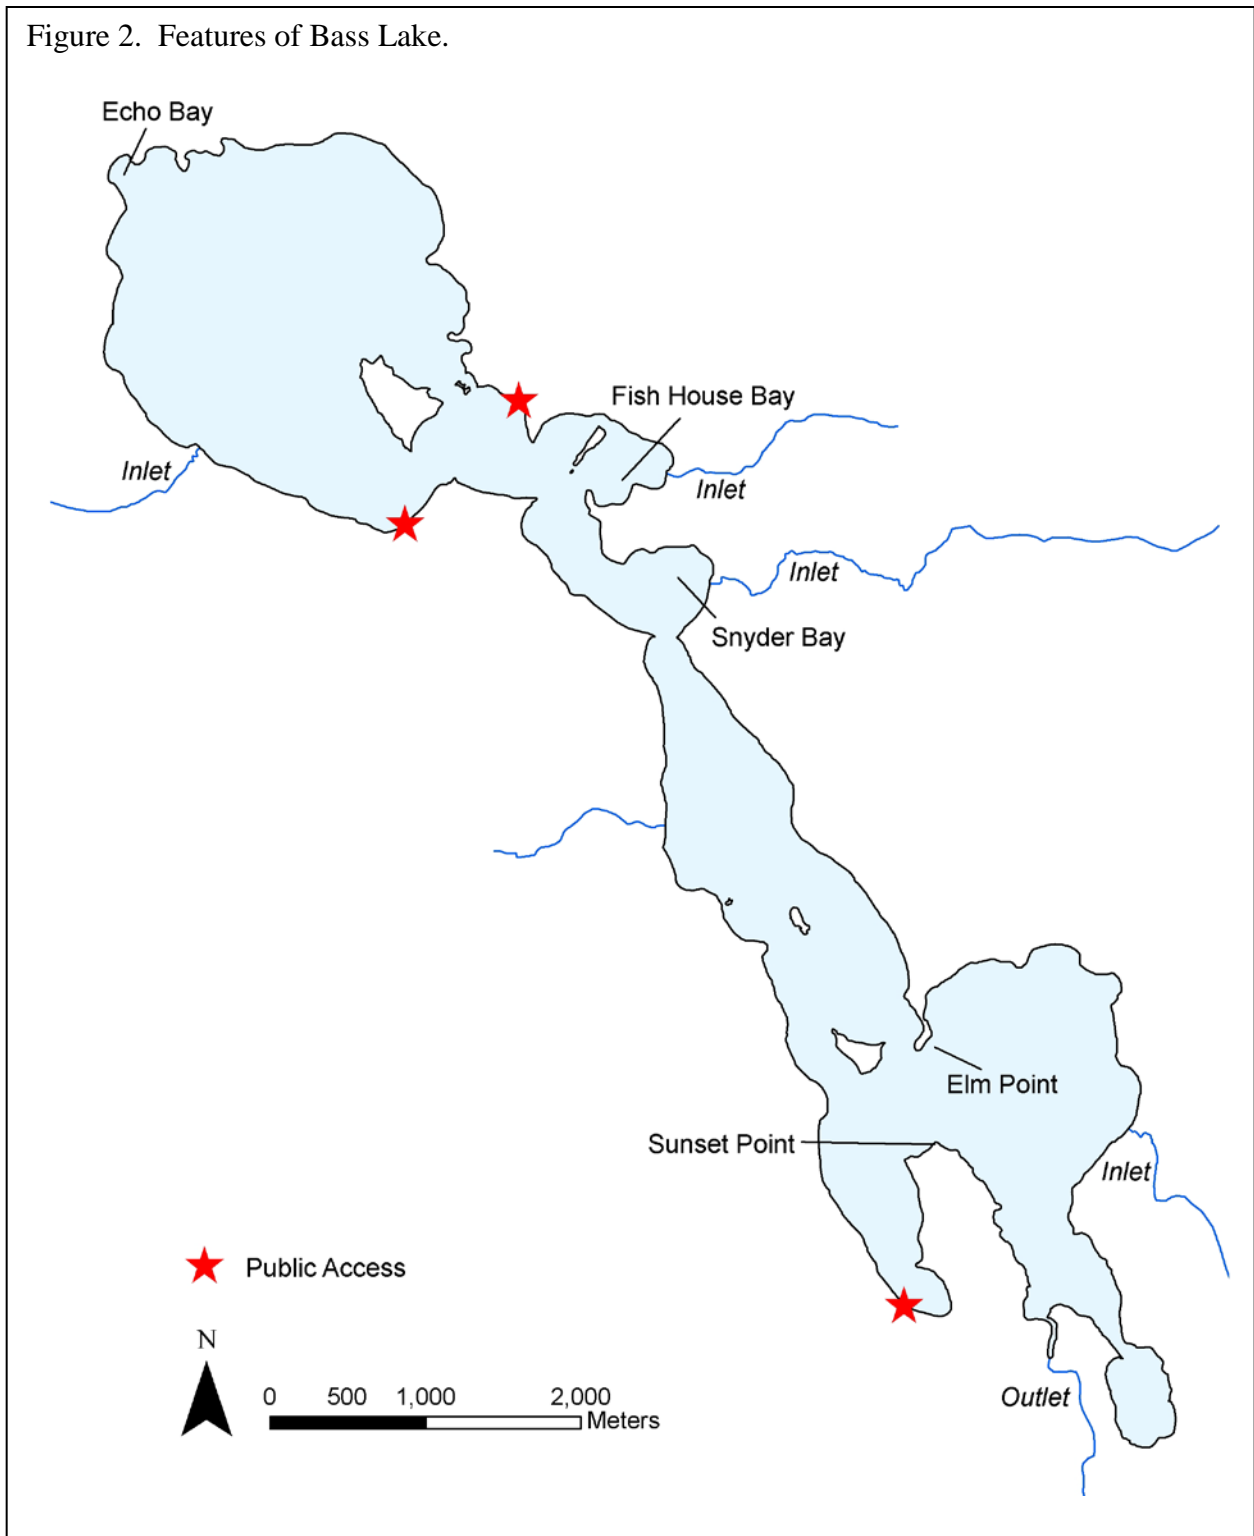 Figure 2.  Features of Bass Lake.
Echo Bay
Fish House Bay
Inlet
Inlet
Inlet
Snyder Bay
Elm Point
Sunset Point
Inlet
Public Access
N
0 500 1,000 2,000
Meters
Outlet